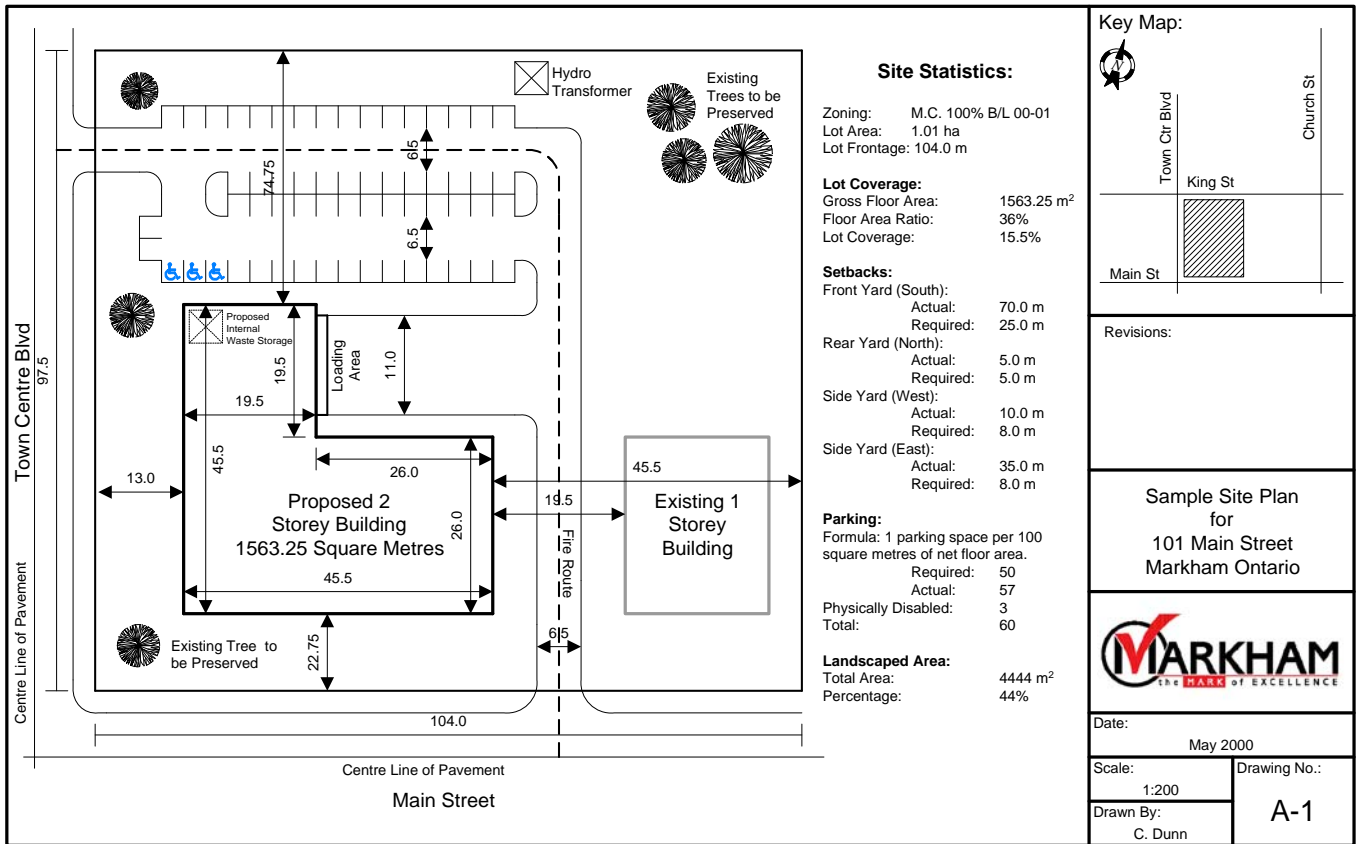 Hydro
Transformer
Existing
Trees to be
Preserved
6.5
74.75
6.5
Proposed
Internal
Waste Storage
Loading
Area
11.0
19.5
19.5
45.5
26.0
45.5
13.0
19.5
Proposed 2
Storey Building
1563.25 Square Metres
26.0
45.5
Existing 1
Storey
Building
Fire Route
Existing Tree to
be Preserved
22.75
6.5
104.0
Town Centre Blvd
97.5
Centre Line of Pavement
Centre Line of Pavement
Main Street
Site Statistics:
Zoning: M.C. 100% B/L 00-01
Lot Area: 1.01 ha
Lot Frontage: 104.0 m
Lot Coverage:
Gross Floor Area: 1563.25 m²
Floor Area Ratio: 36%
Lot Coverage: 15.5%
Setbacks:
Front Yard (South):
Actual: 70.0 m
Required: 25.0 m
Rear Yard (North):
Actual: 5.0 m
Required: 5.0 m
Side Yard (West):
Actual: 10.0 m
Required: 8.0 m
Side Yard (East):
Actual: 35.0 m
Required: 8.0 m
Parking:
Formula: 1 parking space per 100
square metres of net floor area.
Required: 50
Actual: 57
Physically Disabled: 3
Total: 60
Landscaped Area:
Total Area: 4444 m²
Percentage: 44%
Key Map:
N
Town Ctr Blvd
Church St
King St
Main St
Revisions:
Sample Site Plan
for
101 Main Street
Markham Ontario
MARKHAM
the MARK of EXCELLENCE
Date:
May 2000
Scale:
1:200
Drawing No.:
A-1
Drawn By:
C. Dunn